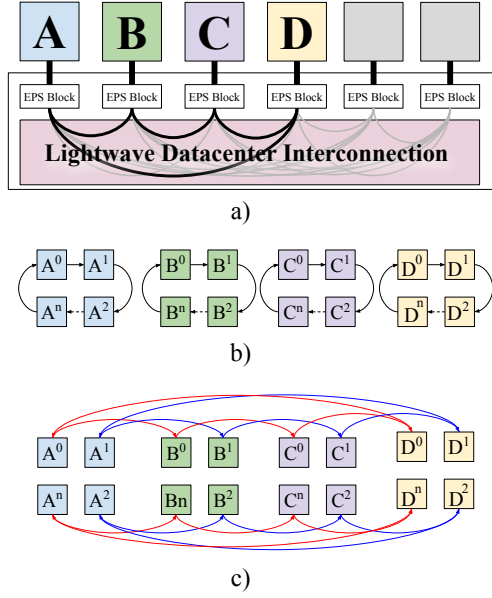 A B C D
EPS Block EPS Block EPS Block EPS Block EPS Block EPS Block
Lightwave Datacenter Interconnection
a)
A⁰ A¹ B⁰ B¹ C⁰ C¹ D⁰ D¹
Aⁿ A² Bⁿ B² Cⁿ C² Dⁿ D²
b)
A⁰ A¹ B⁰ B¹ C⁰ C¹ D⁰ D¹
Aⁿ A² Bn B² Cⁿ C² Dⁿ D²
c)